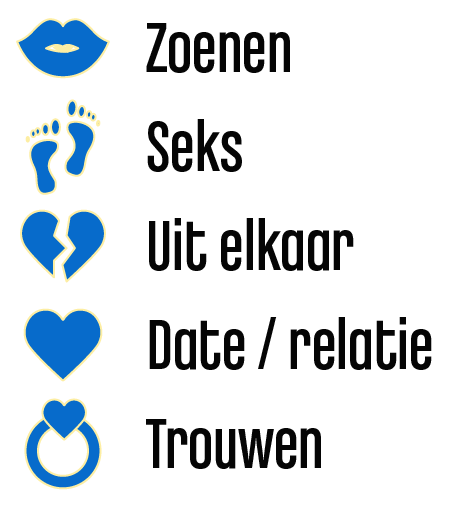 Zoenen
Seks
Uit elkaar
Date / relatie
Trouwen